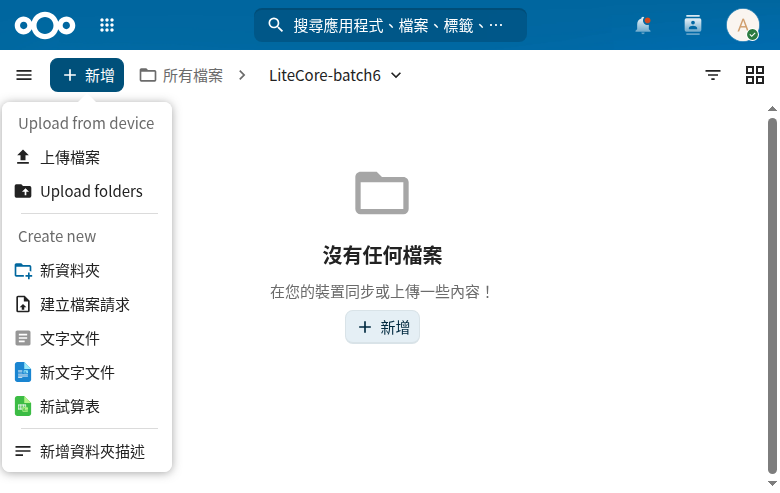 搜尋應用程式、檔案、標籤、⋯
A
新增
所有檔案
LiteCore-batch6
Upload from device
上傳檔案
Upload folders
Create new
新資料夾
建立檔案請求
文字文件
新文字文件
新試算表
新增資料夾描述
沒有任何檔案
在您的裝置同步或上傳一些內容！
新增